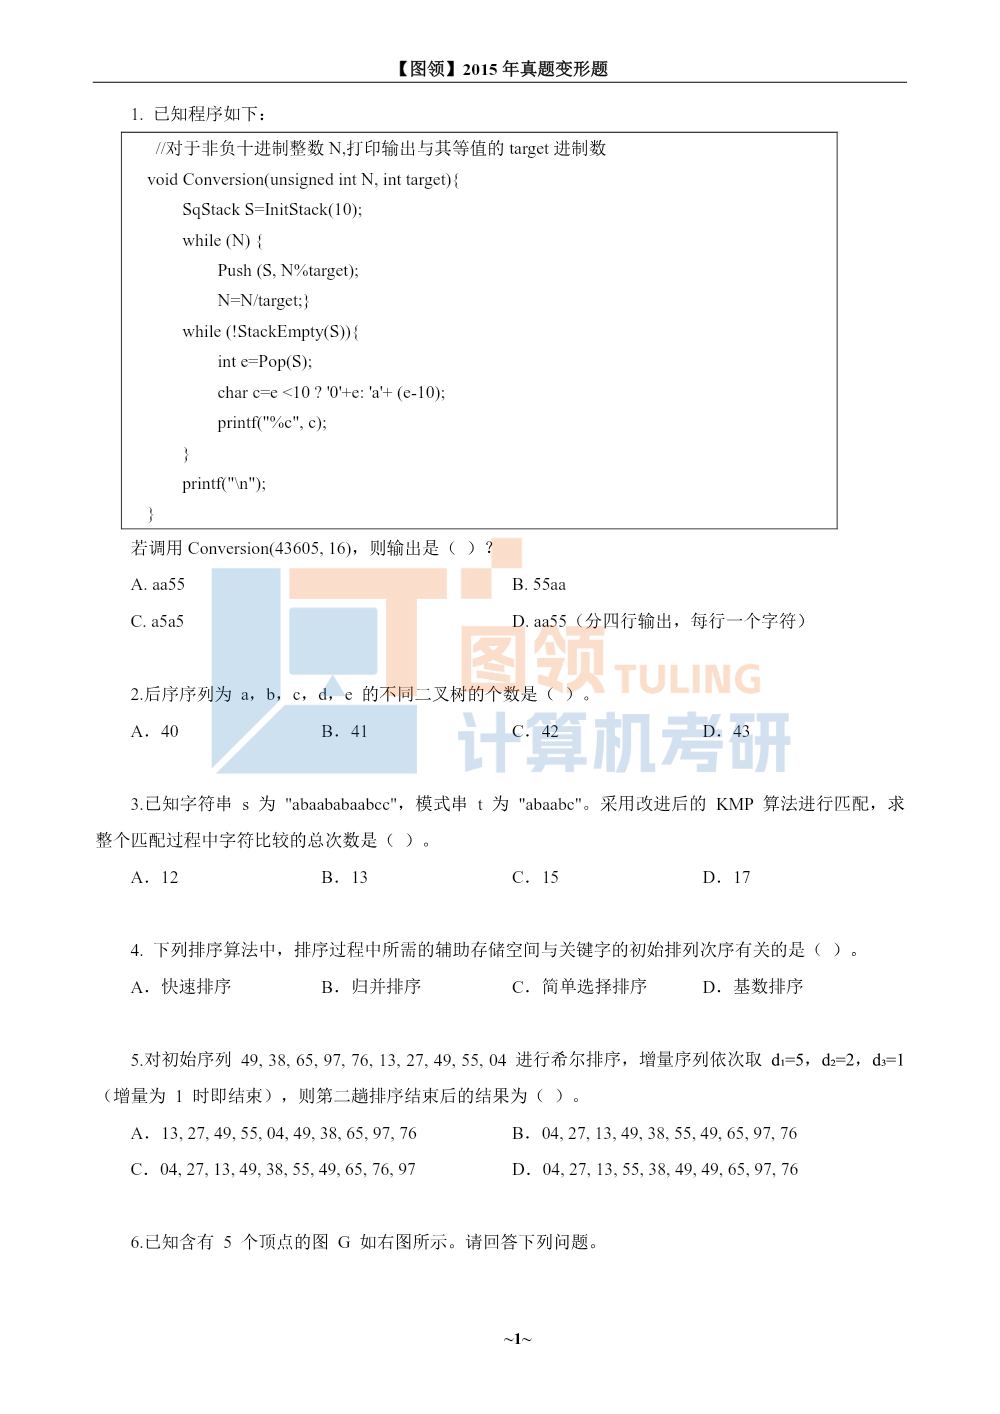 【图领】2015 年真题变形题
1. 已知程序如下：
//对于非负十进制整数 N,打印输出与其等值的 target 进制数
void Conversion(unsigned int N, int target){
SqStack S=InitStack(10);
while (N) {
Push (S, N%target);
N=N/target;}
while (!StackEmpty(S)){
int e=Pop(S);
char c=e <10 ? '0'+e: 'a'+ (e-10);
printf("%c", c);
}
printf("\n");
}
若调用 Conversion(43605, 16)，则输出是（ ）?
A. aa55 B. 55aa
C. a5a5 D. aa55（分四行输出，每行一个字符）
图领 TULING
计算机考研
2.后序序列为 a，b，c，d，e 的不同二叉树的个数是（ ）。
A．40 B．41 C．42 D．43
3.已知字符串 s 为 "abaababaabcc"，模式串 t 为 "abaabc"。采用改进后的 KMP 算法进行匹配，求
整个匹配过程中字符比较的总次数是（ ）。
A．12 B．13 C．15 D．17
4. 下列排序算法中，排序过程中所需的辅助存储空间与关键字的初始排列次序有关的是（ ）。
A．快速排序 B．归并排序 C．简单选择排序 D．基数排序
5.对初始序列 49, 38, 65, 97, 76, 13, 27, 49, 55, 04 进行希尔排序，增量序列依次取 d₁=5，d₂=2，d₃=1
（增量为 1 时即结束），则第二趟排序结束后的结果为（ ）。
A．13, 27, 49, 55, 04, 49, 38, 65, 97, 76 B．04, 27, 13, 49, 38, 55, 49, 65, 97, 76
C．04, 27, 13, 49, 38, 55, 49, 65, 76, 97 D．04, 27, 13, 55, 38, 49, 49, 65, 97, 76
6.已知含有 5 个顶点的图 G 如右图所示。请回答下列问题。
~1~